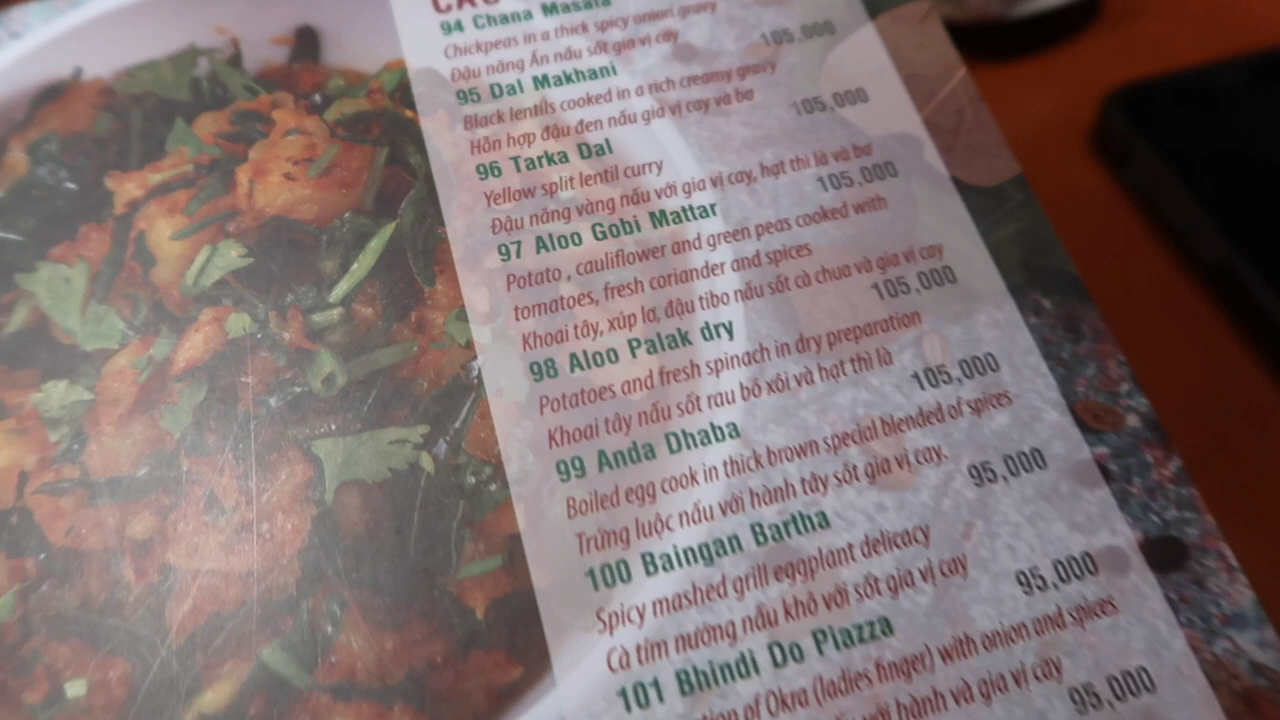 94 Chana Masala
Chickpeas in a thick spicy onion gravy
Đậu năng Ấn nấu sốt gia vị cay
105,000
95 Dal Makhani
Black lentils cooked in a rich creamy gravy
Hỗn hợp đậu đen nấu gia vị cay và bơ
105,000
96 Tarka Dal
Yellow split lentil curry
Đậu năng vàng nấu với gia vị cay, hạt thì là và bơ
105,000
97 Aloo Gobi Mattar
Potato , cauliflower and green peas cooked with
tomatoes, fresh coriander and spices
Khoai tây, xúp lơ, đậu tibo nấu sốt cà chua và gia vị cay
105,000
98 Aloo Palak dry
Potatoes and fresh spinach in dry preparation
Khoai tây nấu sốt rau bố xôi và hạt thì là
105,000
99 Anda Dhaba
Boiled egg cook in thick brown special blended of spices
Trứng luộc nấu với hành tây sốt gia vị cay.
95,000
100 Baingan Bartha
Spicy mashed grill eggplant delicacy
Cà tím nướng nấu khô với sốt gia vị cay
95,000
101 Bhindi Do Piazza
of Okra (ladies finger) with onion and spices
với hành và gia vị cay
95,000